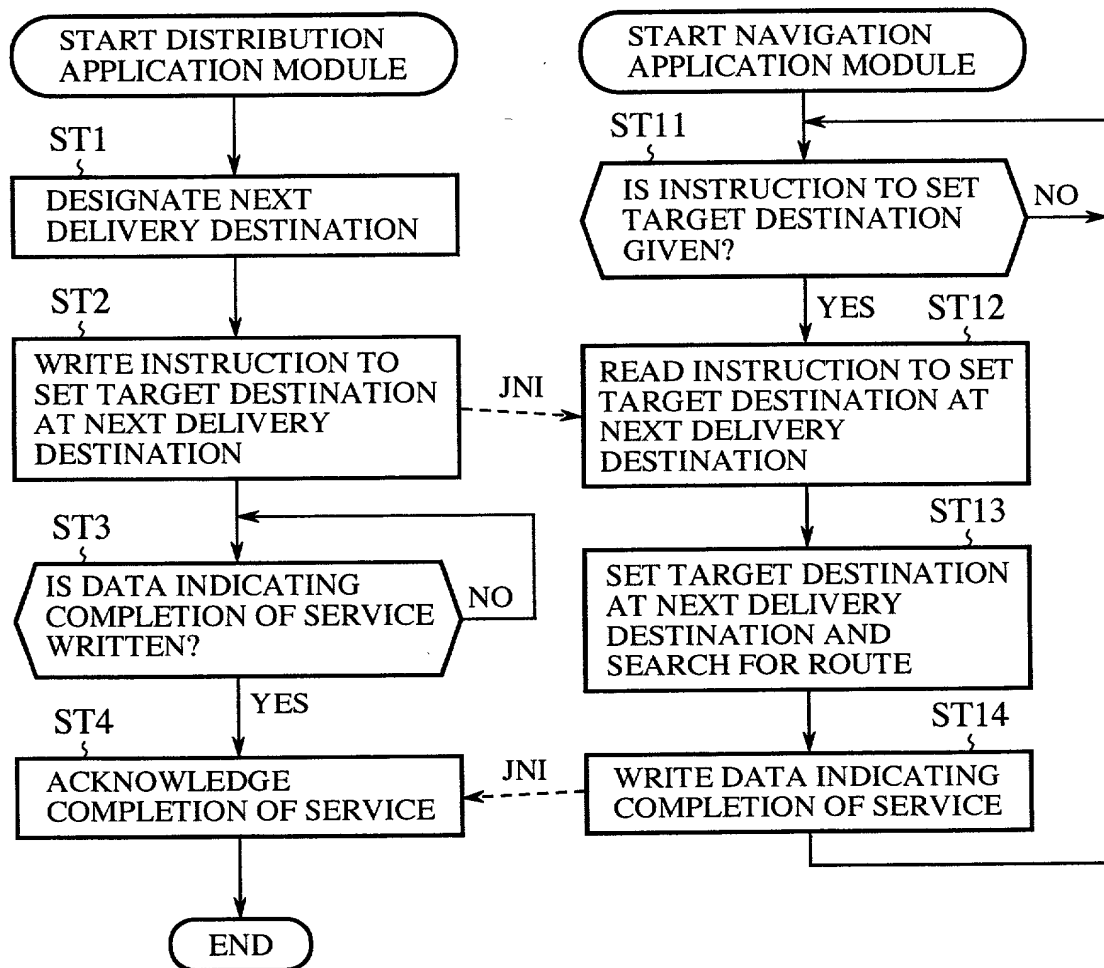 START DISTRIBUTION
APPLICATION MODULE
ST1
DESIGNATE NEXT
DELIVERY DESTINATION
ST2
WRITE INSTRUCTION TO
SET TARGET DESTINATION
AT NEXT DELIVERY
DESTINATION
JNI
ST3
IS DATA INDICATING
COMPLETION OF SERVICE
WRITTEN?
NO
YES
ST4
ACKNOWLEDGE
COMPLETION OF SERVICE
END
START NAVIGATION
APPLICATION MODULE
ST11
IS INSTRUCTION TO SET
TARGET DESTINATION
GIVEN?
NO
YES
ST12
READ INSTRUCTION TO SET
TARGET DESTINATION AT
NEXT DELIVERY
DESTINATION
ST13
SET TARGET DESTINATION
AT NEXT DELIVERY
DESTINATION AND
SEARCH FOR ROUTE
ST14
WRITE DATA INDICATING
COMPLETION OF SERVICE
JNI